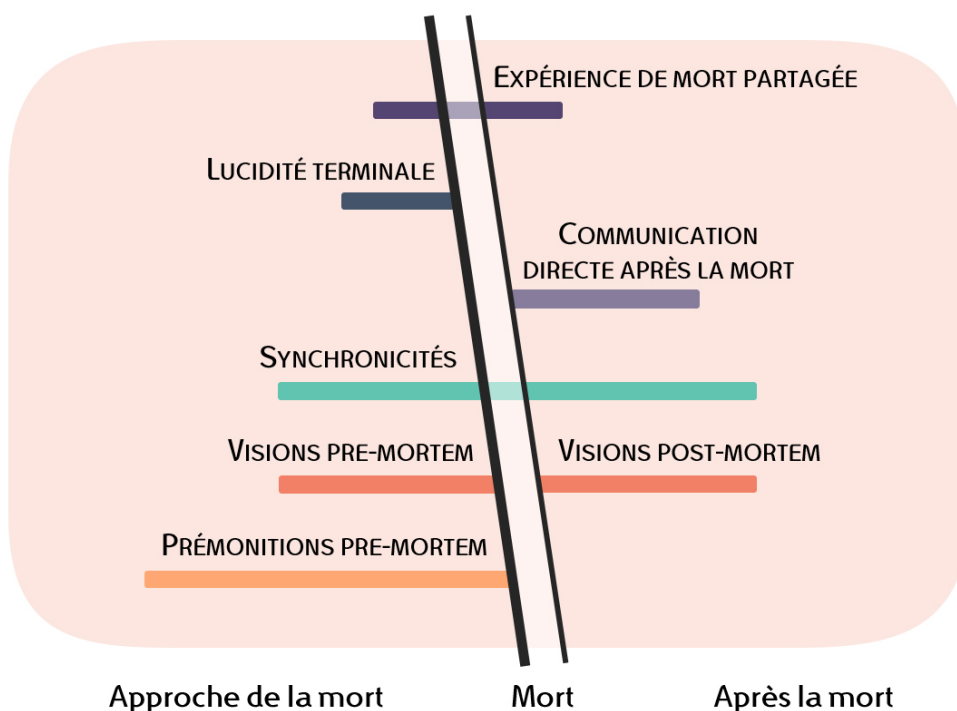 Expérience de mort partagée
Lucidité terminale
Communication
directe après la mort
Synchronicités
Visions pre-mortem
Visions post-mortem
Prémonitions pre-mortem
Approche de la mort
Mort
Après la mort